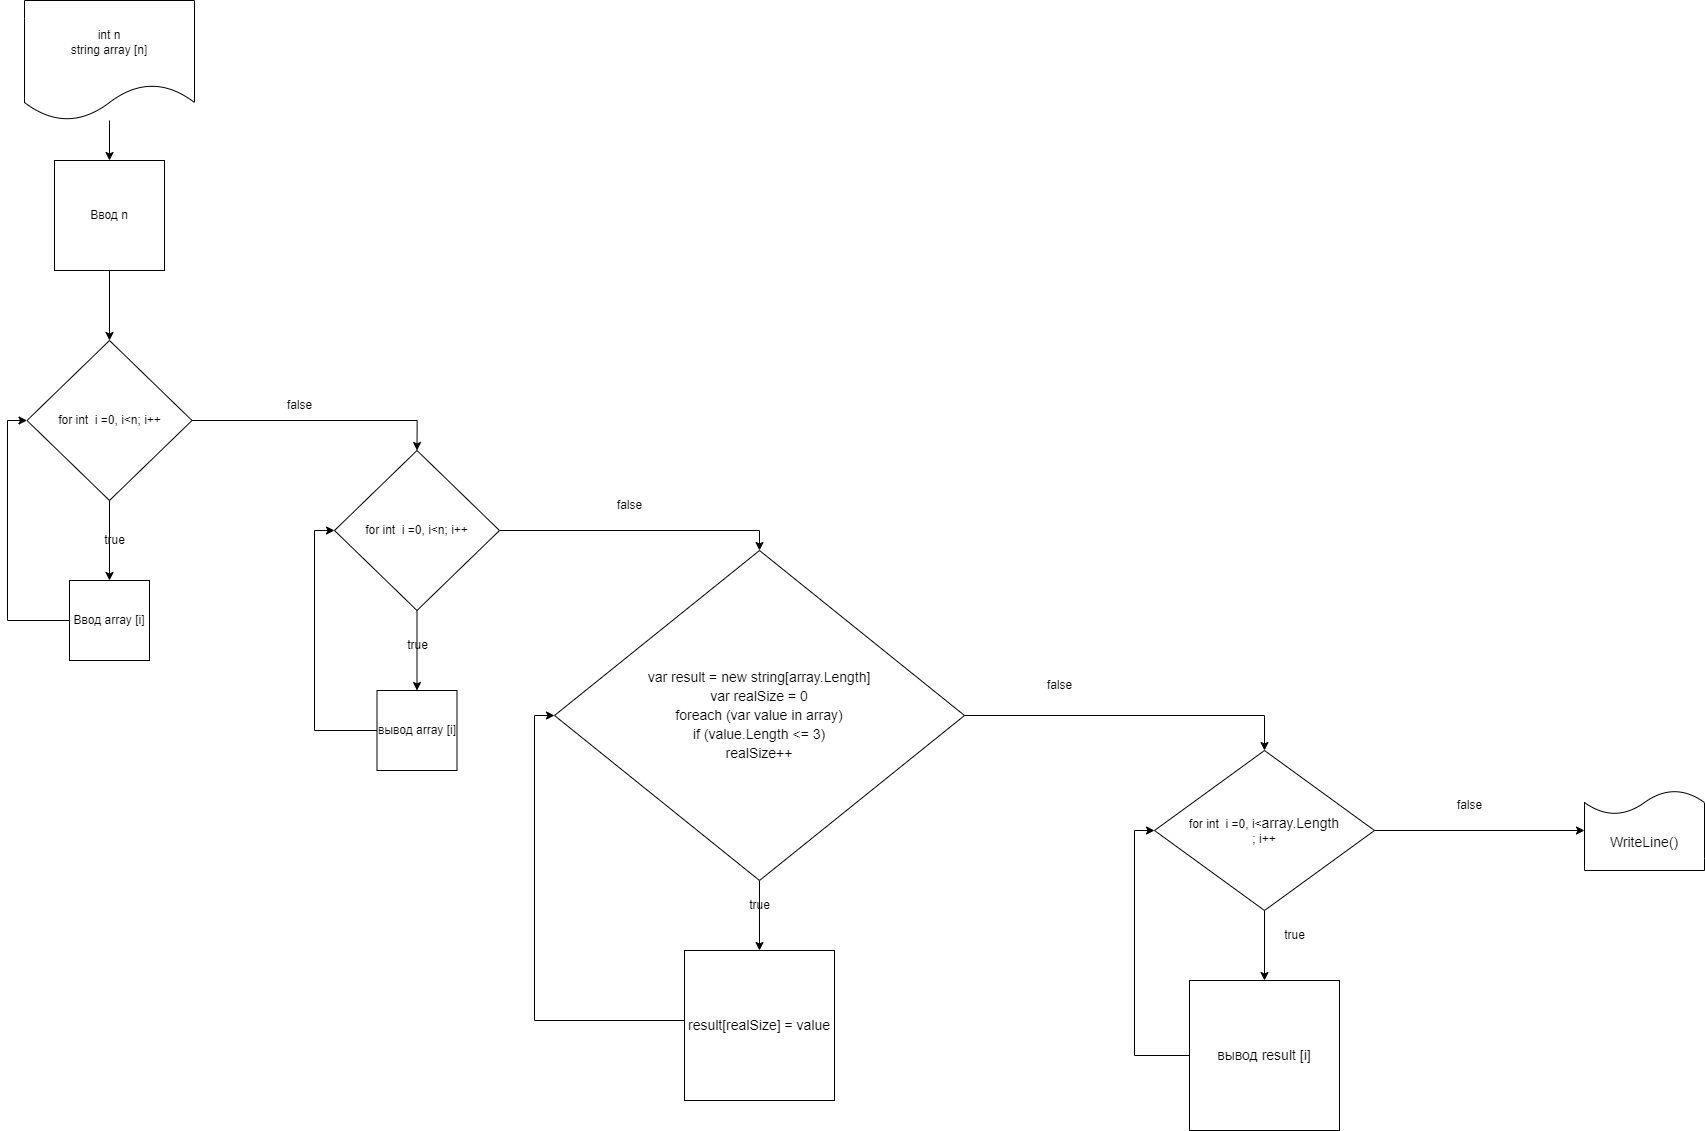 int n
string array [n]
Ввод n
for int  i =0, i<n; i++
false
true
Ввод array [i]
for int  i =0, i<n; i++
false
true
вывод array [i]
var result = new string[array.Length]
var realSize = 0
foreach (var value in array)
if (value.Length <= 3)
realSize++
false
true
result[realSize] = value
for int  i =0, i<array.Length
; i++
false
true
вывод result [i]
WriteLine()